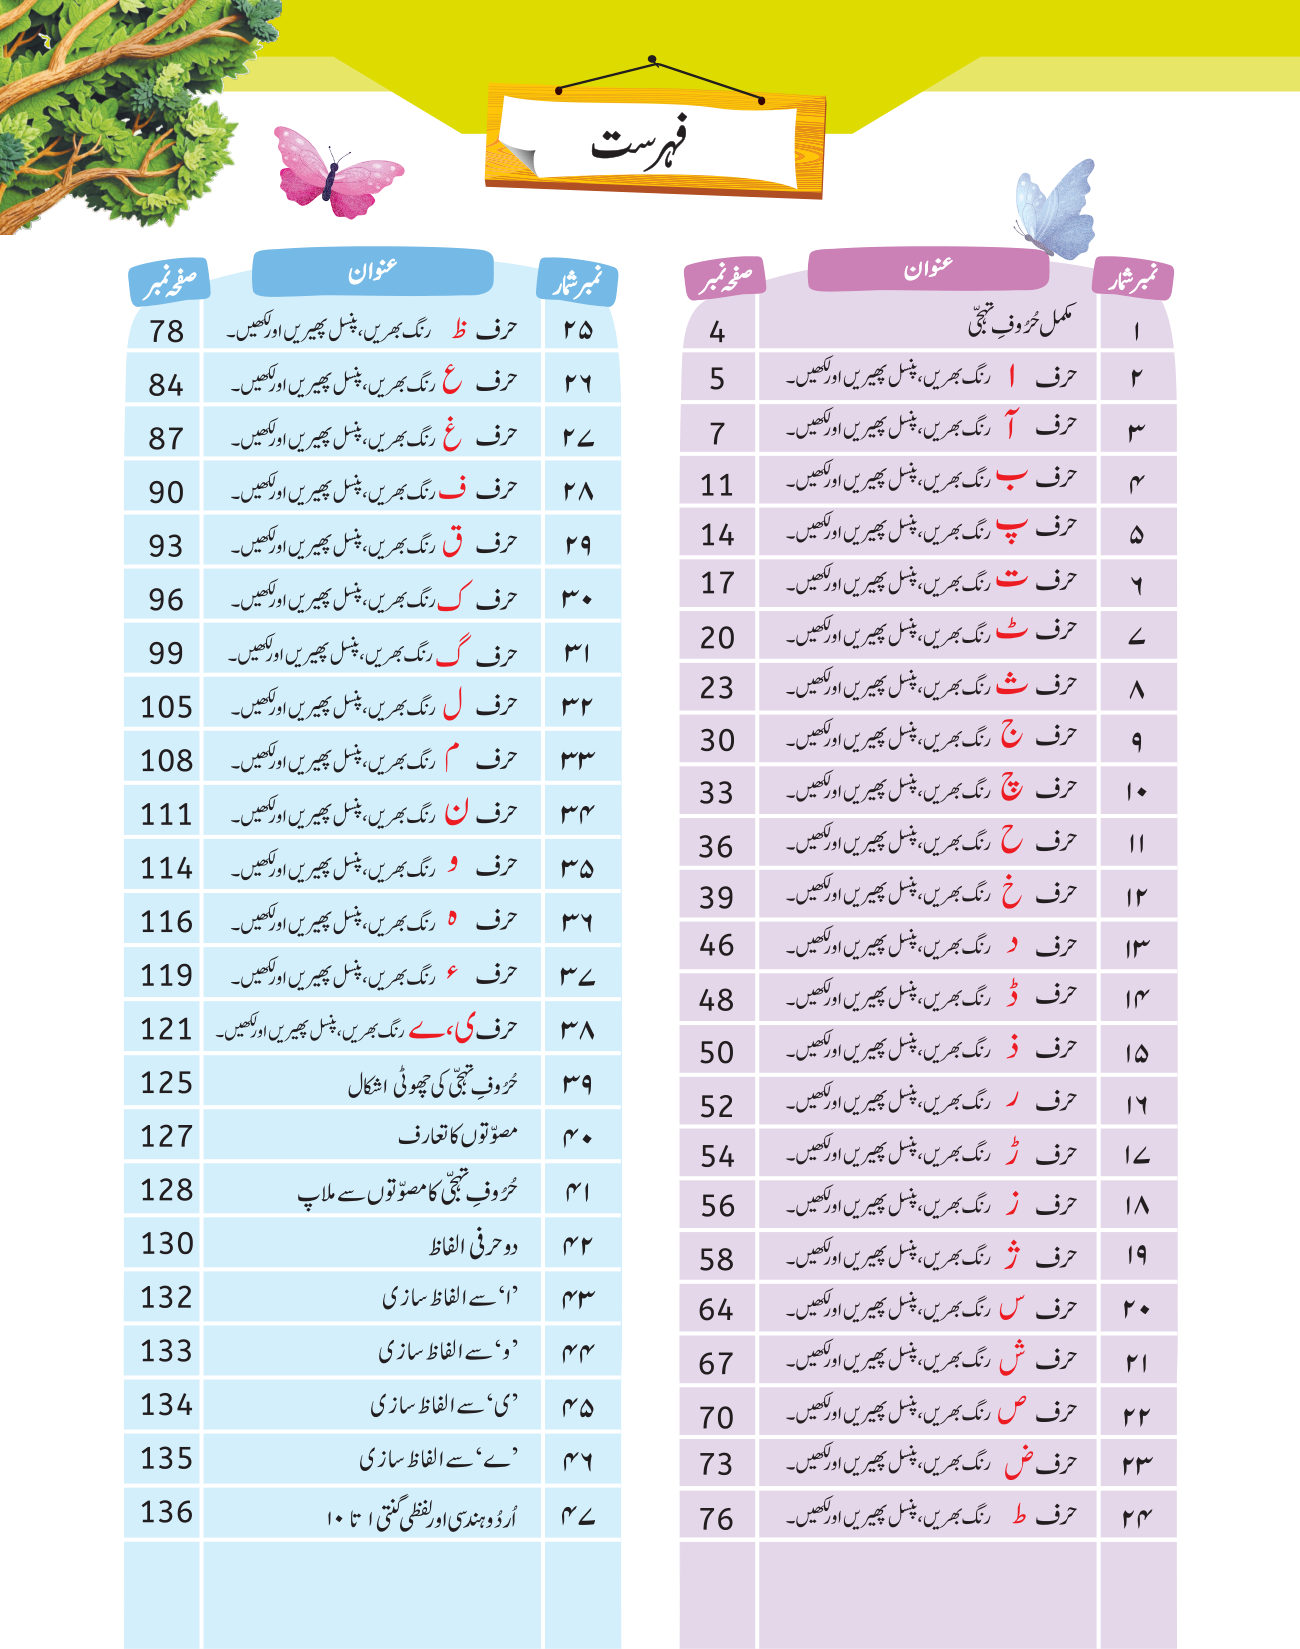 فہرست
نمبر شمار عنوان صفحہ نمبر
۱ مکمل حُرُوفِ تہجّی 4
۲ حرف ا رنگ بھریں، پنسل پھیریں اور لکھیں۔ 5
۳ حرف آ رنگ بھریں، پنسل پھیریں اور لکھیں۔ 7
۴ حرف ب رنگ بھریں، پنسل پھیریں اور لکھیں۔ 11
۵ حرف پ رنگ بھریں، پنسل پھیریں اور لکھیں۔ 14
۶ حرف ت رنگ بھریں، پنسل پھیریں اور لکھیں۔ 17
۷ حرف ٹ رنگ بھریں، پنسل پھیریں اور لکھیں۔ 20
۸ حرف ث رنگ بھریں، پنسل پھیریں اور لکھیں۔ 23
۹ حرف ج رنگ بھریں، پنسل پھیریں اور لکھیں۔ 30
۱۰ حرف چ رنگ بھریں، پنسل پھیریں اور لکھیں۔ 33
۱۱ حرف ح رنگ بھریں، پنسل پھیریں اور لکھیں۔ 36
۱۲ حرف خ رنگ بھریں، پنسل پھیریں اور لکھیں۔ 39
۱۳ حرف د رنگ بھریں، پنسل پھیریں اور لکھیں۔ 46
۱۴ حرف ڈ رنگ بھریں، پنسل پھیریں اور لکھیں۔ 48
۱۵ حرف ذ رنگ بھریں، پنسل پھیریں اور لکھیں۔ 50
۱۶ حرف ر رنگ بھریں، پنسل پھیریں اور لکھیں۔ 52
۱۷ حرف ڑ رنگ بھریں، پنسل پھیریں اور لکھیں۔ 54
۱۸ حرف ز رنگ بھریں، پنسل پھیریں اور لکھیں۔ 56
۱۹ حرف ژ رنگ بھریں، پنسل پھیریں اور لکھیں۔ 58
۲۰ حرف س رنگ بھریں، پنسل پھیریں اور لکھیں۔ 64
۲۱ حرف ش رنگ بھریں، پنسل پھیریں اور لکھیں۔ 67
۲۲ حرف ص رنگ بھریں، پنسل پھیریں اور لکھیں۔ 70
۲۳ حرف ض رنگ بھریں، پنسل پھیریں اور لکھیں۔ 73
۲۴ حرف ط رنگ بھریں، پنسل پھیریں اور لکھیں۔ 76
نمبر شمار عنوان صفحہ نمبر
۲۵ حرف ظ رنگ بھریں، پنسل پھیریں اور لکھیں۔ 78
۲۶ حرف ع رنگ بھریں، پنسل پھیریں اور لکھیں۔ 84
۲۷ حرف غ رنگ بھریں، پنسل پھیریں اور لکھیں۔ 87
۲۸ حرف ف رنگ بھریں، پنسل پھیریں اور لکھیں۔ 90
۲۹ حرف ق رنگ بھریں، پنسل پھیریں اور لکھیں۔ 93
۳۰ حرف ک رنگ بھریں، پنسل پھیریں اور لکھیں۔ 96
۳۱ حرف گ رنگ بھریں، پنسل پھیریں اور لکھیں۔ 99
۳۲ حرف ل رنگ بھریں، پنسل پھیریں اور لکھیں۔ 105
۳۳ حرف م رنگ بھریں، پنسل پھیریں اور لکھیں۔ 108
۳۴ حرف ن رنگ بھریں، پنسل پھیریں اور لکھیں۔ 111
۳۵ حرف و رنگ بھریں، پنسل پھیریں اور لکھیں۔ 114
۳۶ حرف ہ رنگ بھریں، پنسل پھیریں اور لکھیں۔ 116
۳۷ حرف ء رنگ بھریں، پنسل پھیریں اور لکھیں۔ 119
۳۸ حرف ی، ے رنگ بھریں، پنسل پھیریں اور لکھیں۔ 121
۳۹ حُرُوفِ تہجّی کی چھوٹی اشکال 125
۴۰ مصوّتوں کا تعارف 127
۴۱ حُرُوفِ تہجّی کا مصوّتوں سے ملاپ 128
۴۲ دو حرفی الفاظ 130
۴۳ ’ا‘ سے الفاظ سازی 132
۴۴ ’و‘ سے الفاظ سازی 133
۴۵ ’ی‘ سے الفاظ سازی 134
۴۶ ’ے‘ سے الفاظ سازی 135
۴۷ اُردُو ہندسی اور لفظی گنتی ۱ تا ۱۰ 136